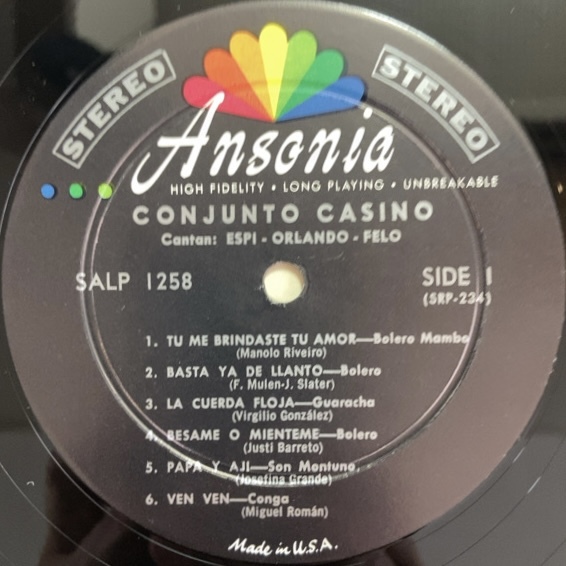 STEREO STEREO
Ansonia
HIGH FIDELITY • LONG PLAYING • UNBREAKABLE
CONJUNTO CASINO
Cantan: ESPI - ORLANDO - FELO
SALP 1258 SIDE 1
(SRP-234)
1. TU ME BRINDASTE TU AMOR—Bolero Mambo
(Manolo Riveiro)
2. BASTA YA DE LLANTO—Bolero
(F. Mulen-J. Slater)
3. LA CUERDA FLOJA—Guaracha
(Virgilio González)
4. BESAME O MIENTEME—Bolero
(Justi Barreto)
5. PAPA Y AJI—Son Montuno
(Josefina Grande)
6. VEN VEN—Conga
(Miguel Román)
Made in U.S.A.